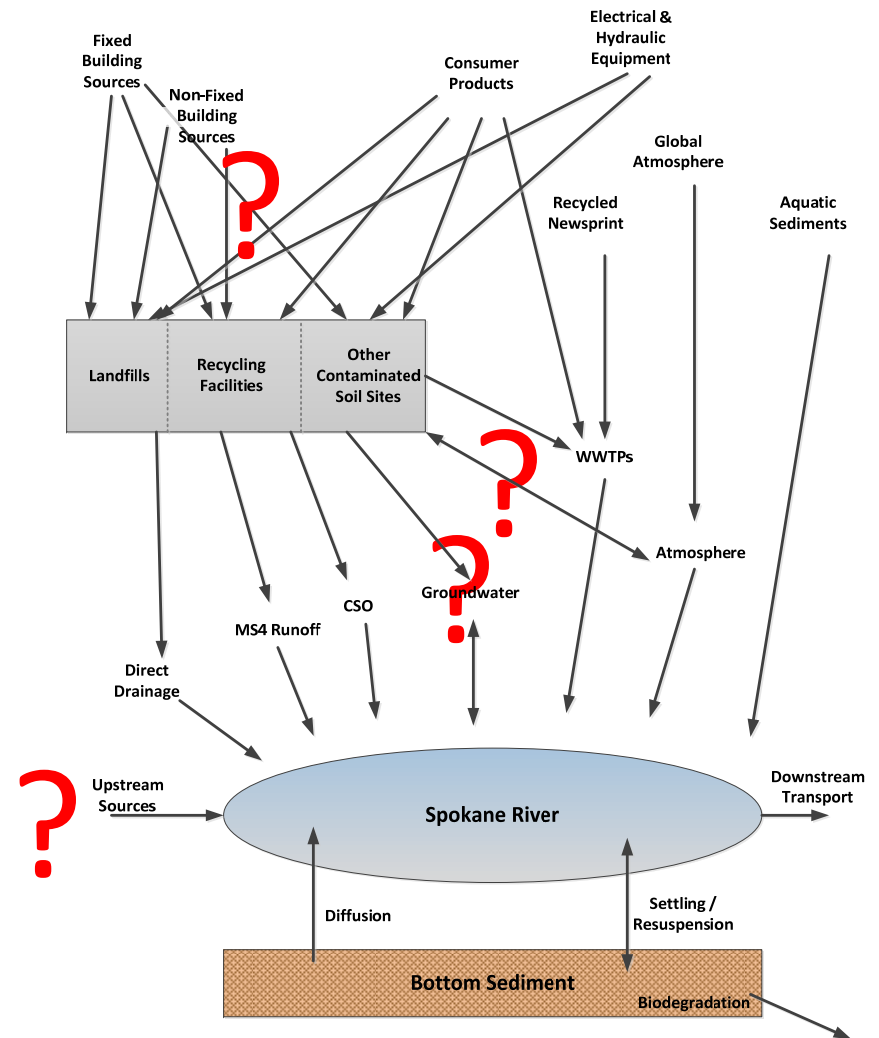 Electrical &
Hydraulic
Equipment
Fixed
Building
Sources
Consumer
Products
Non-Fixed
Building
Sources
Global
Atmosphere
?
Recycled
Newsprint
Aquatic
Sediments
Landfills
Recycling
Facilities
Other
Contaminated
Soil Sites
?
WWTPs
?
Atmosphere
Groundwater
CSO
MS4 Runoff
Direct
Drainage
?
Upstream
Sources
Spokane River
Downstream
Transport
Diffusion
Settling /
Resuspension
Bottom Sediment
Biodegradation